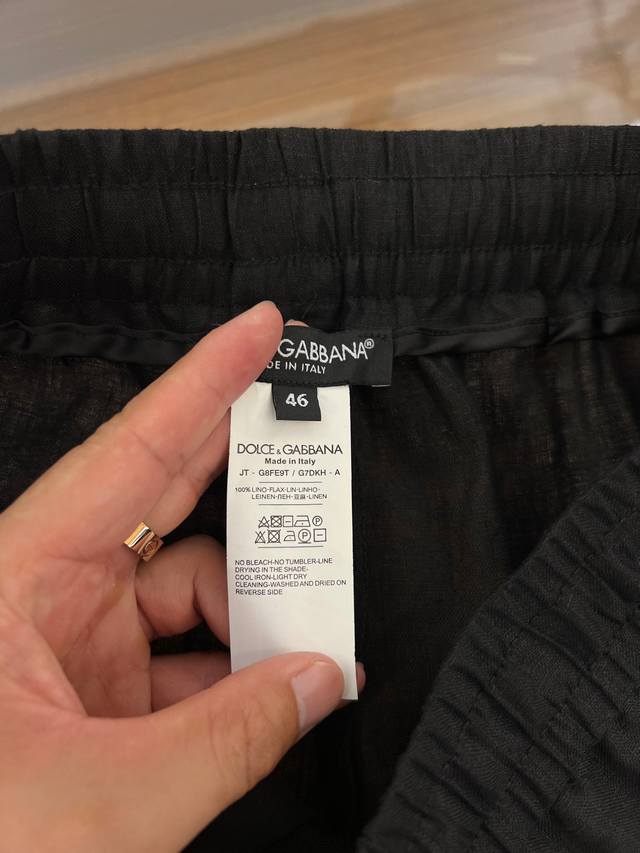 GABBANA®
DE IN ITALY
46
DOLCE & GABBANA
Made in Italy
JT - G8FE9T / G7DKH - A
100% LINO-FLAX-LIN-LINHO-
LEINEN-ЛЕН-亚麻-LINEN
NO BLEACH-NO TUMBLER-LINE
DRYING IN THE SHADE-
COOL IRON-LIGHT DRY
CLEANING-WASHED AND DRIED ON
REVERSE SIDE